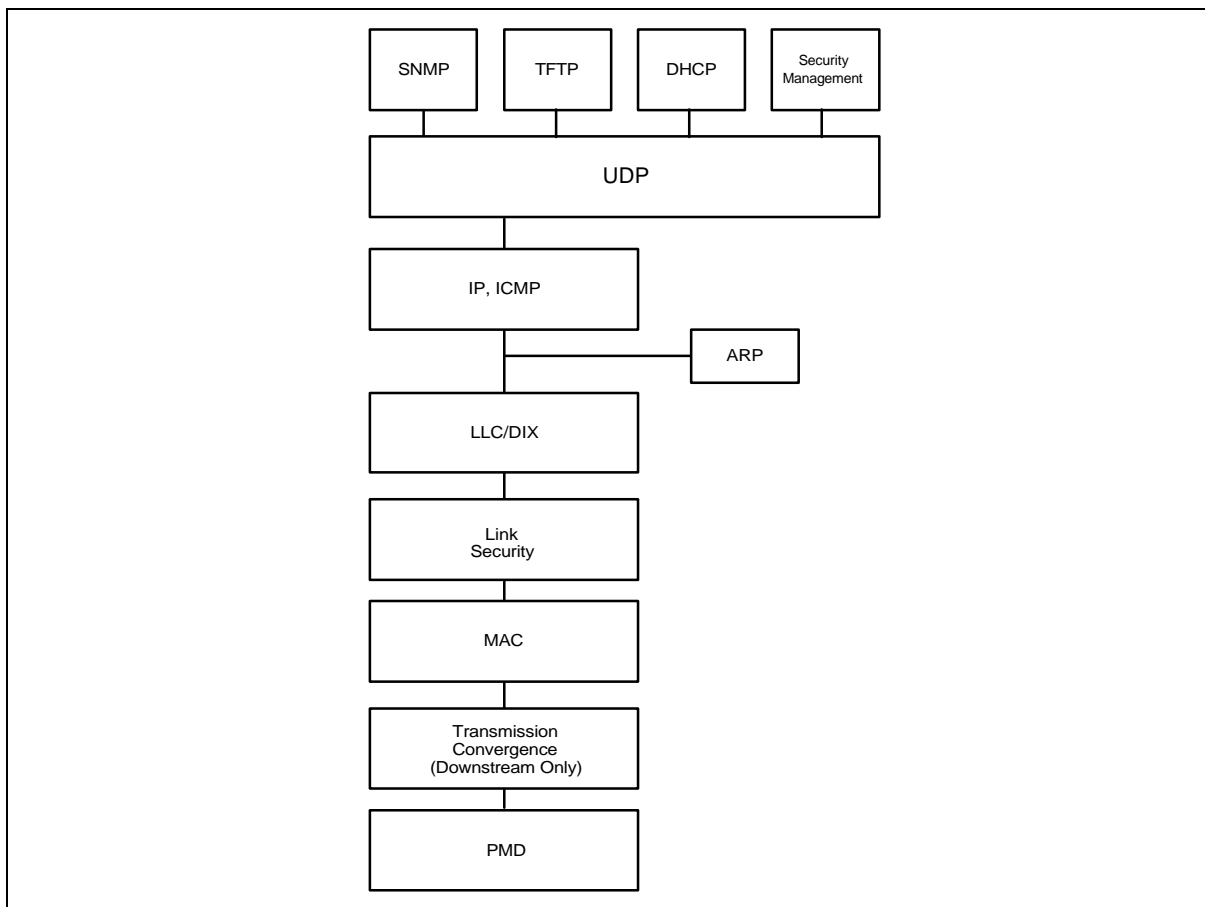 SNMP
TFTP
DHCP
Security
Management
UDP
IP, ICMP
ARP
LLC/DIX
Link
Security
MAC
Transmission
Convergence
(Downstream Only)
PMD